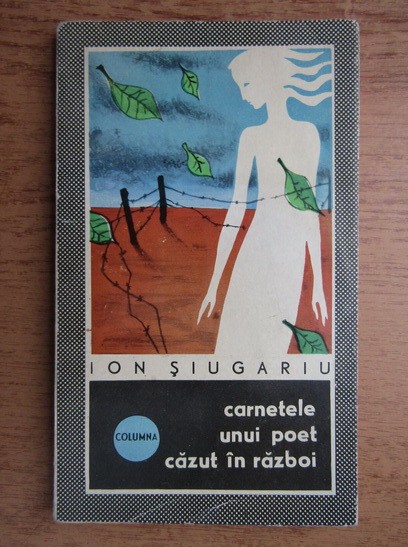 ION ŞIUGARIU
carnetele
unui poet
căzut în război
COLUMNA